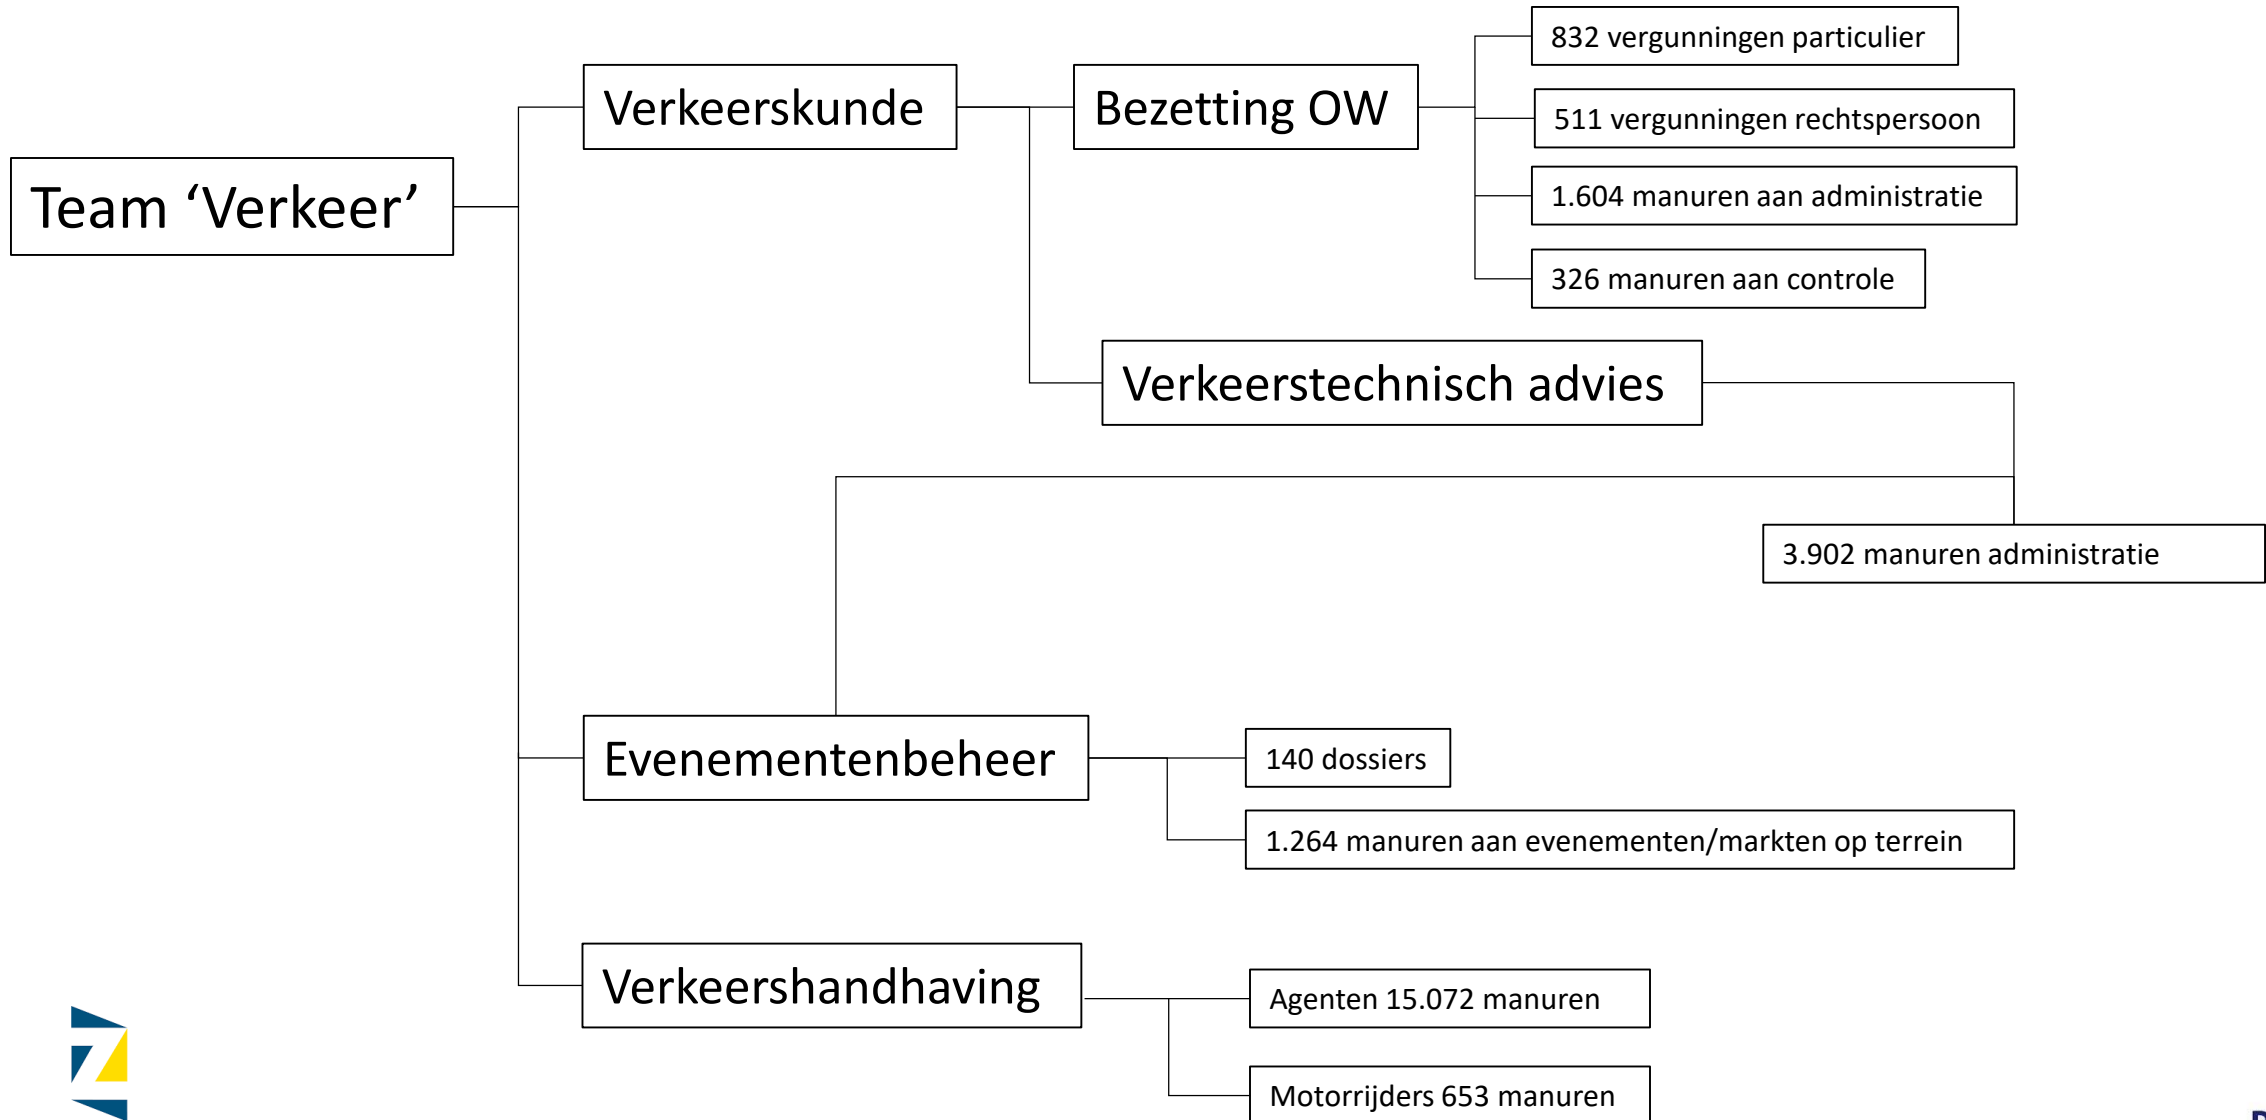 Team ‘Verkeer’
Verkeerskunde
Bezetting OW
832 vergunningen particulier
511 vergunningen rechtspersoon
1.604 manuren aan administratie
326 manuren aan controle
Verkeerstechnisch advies
3.902 manuren administratie
Evenementenbeheer
140 dossiers
1.264 manuren aan evenementen/markten op terrein
Verkeershandhaving
Agenten 15.072 manuren
Motorrijders 653 manuren